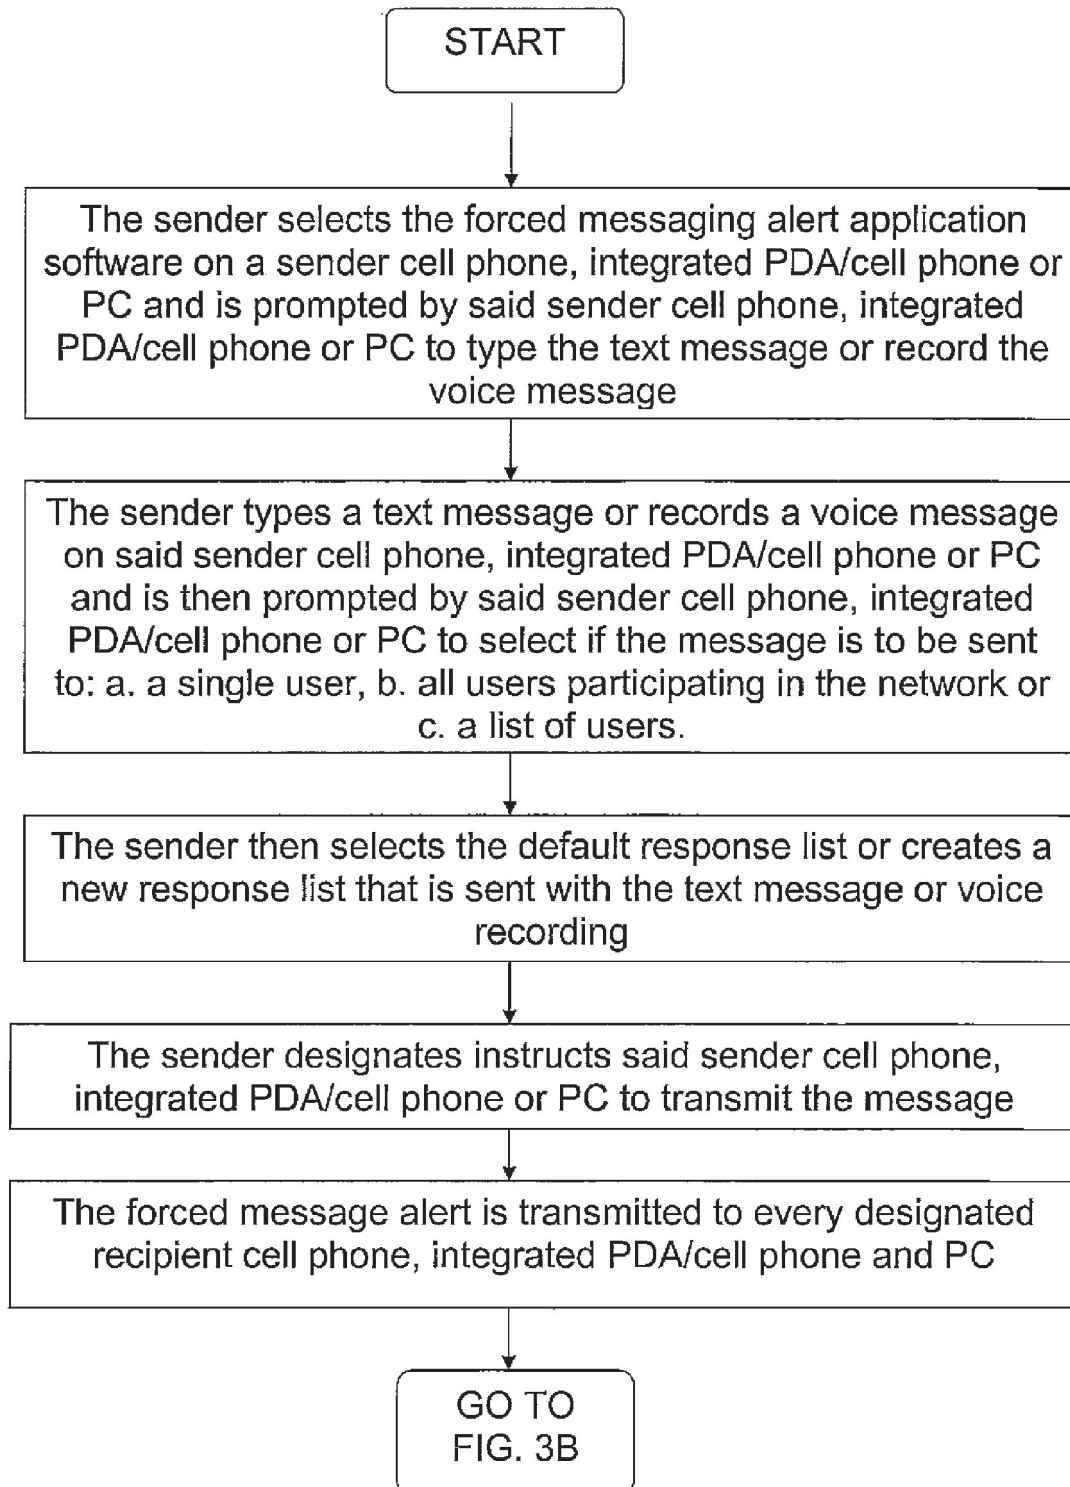 START
The sender selects the forced messaging alert application
software on a sender cell phone, integrated PDA/cell phone or
PC and is prompted by said sender cell phone, integrated
PDA/cell phone or PC to type the text message or record the
voice message
The sender types a text message or records a voice message
on said sender cell phone, integrated PDA/cell phone or PC
and is then prompted by said sender cell phone, integrated
PDA/cell phone or PC to select if the message is to be sent
to: a. a single user, b. all users participating in the network or
c. a list of users.
The sender then selects the default response list or creates a
new response list that is sent with the text message or voice
recording
The sender designates instructs said sender cell phone,
integrated PDA/cell phone or PC to transmit the message
The forced message alert is transmitted to every designated
recipient cell phone, integrated PDA/cell phone and PC
GO TO
FIG. 3B